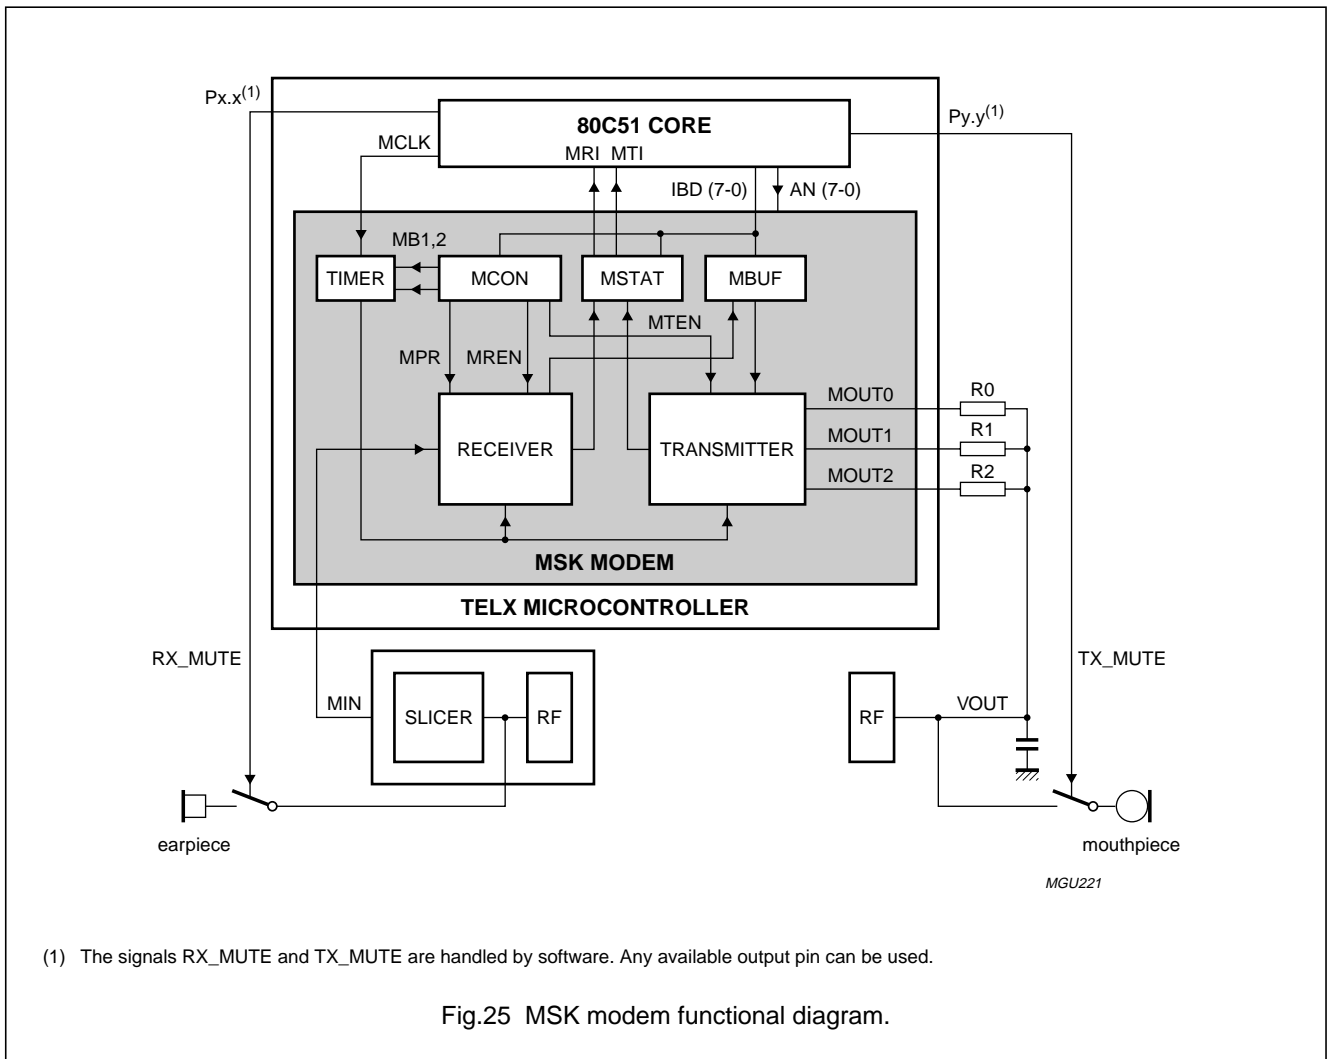 Px.x(1)
80C51 CORE
Py.y(1)
MCLK
MRI MTI
IBD (7-0)
AN (7-0)
MB1,2
TIMER
MCON
MSTAT
MBUF
MTEN
MPR
MREN
RECEIVER
TRANSMITTER
MOUT0
R0
MOUT1
R1
MOUT2
R2
MSK MODEM
TELX MICROCONTROLLER
RX_MUTE
TX_MUTE
MIN
SLICER
RF
RF
VOUT
earpiece
mouthpiece
MGU221
(1) The signals RX_MUTE and TX_MUTE are handled by software. Any available output pin can be used.
Fig.25 MSK modem functional diagram.